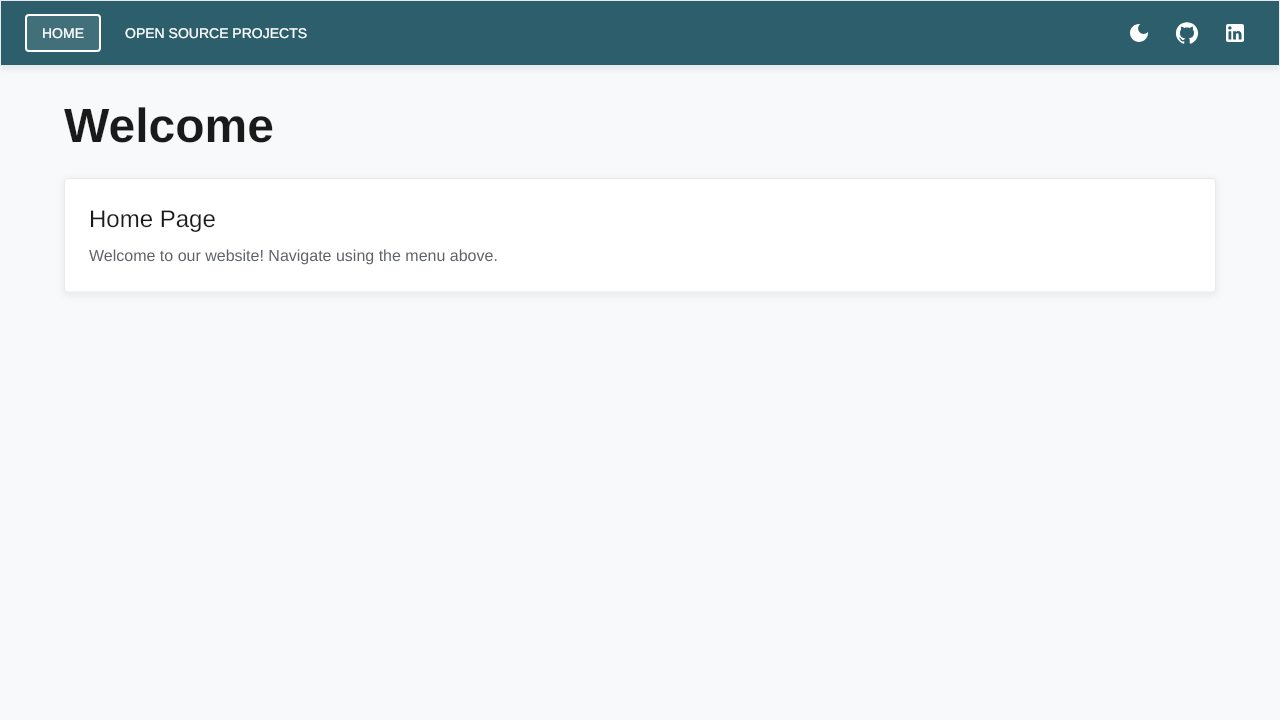 HOME
OPEN SOURCE PROJECTS
Welcome
Home Page
Welcome to our website! Navigate using the menu above.